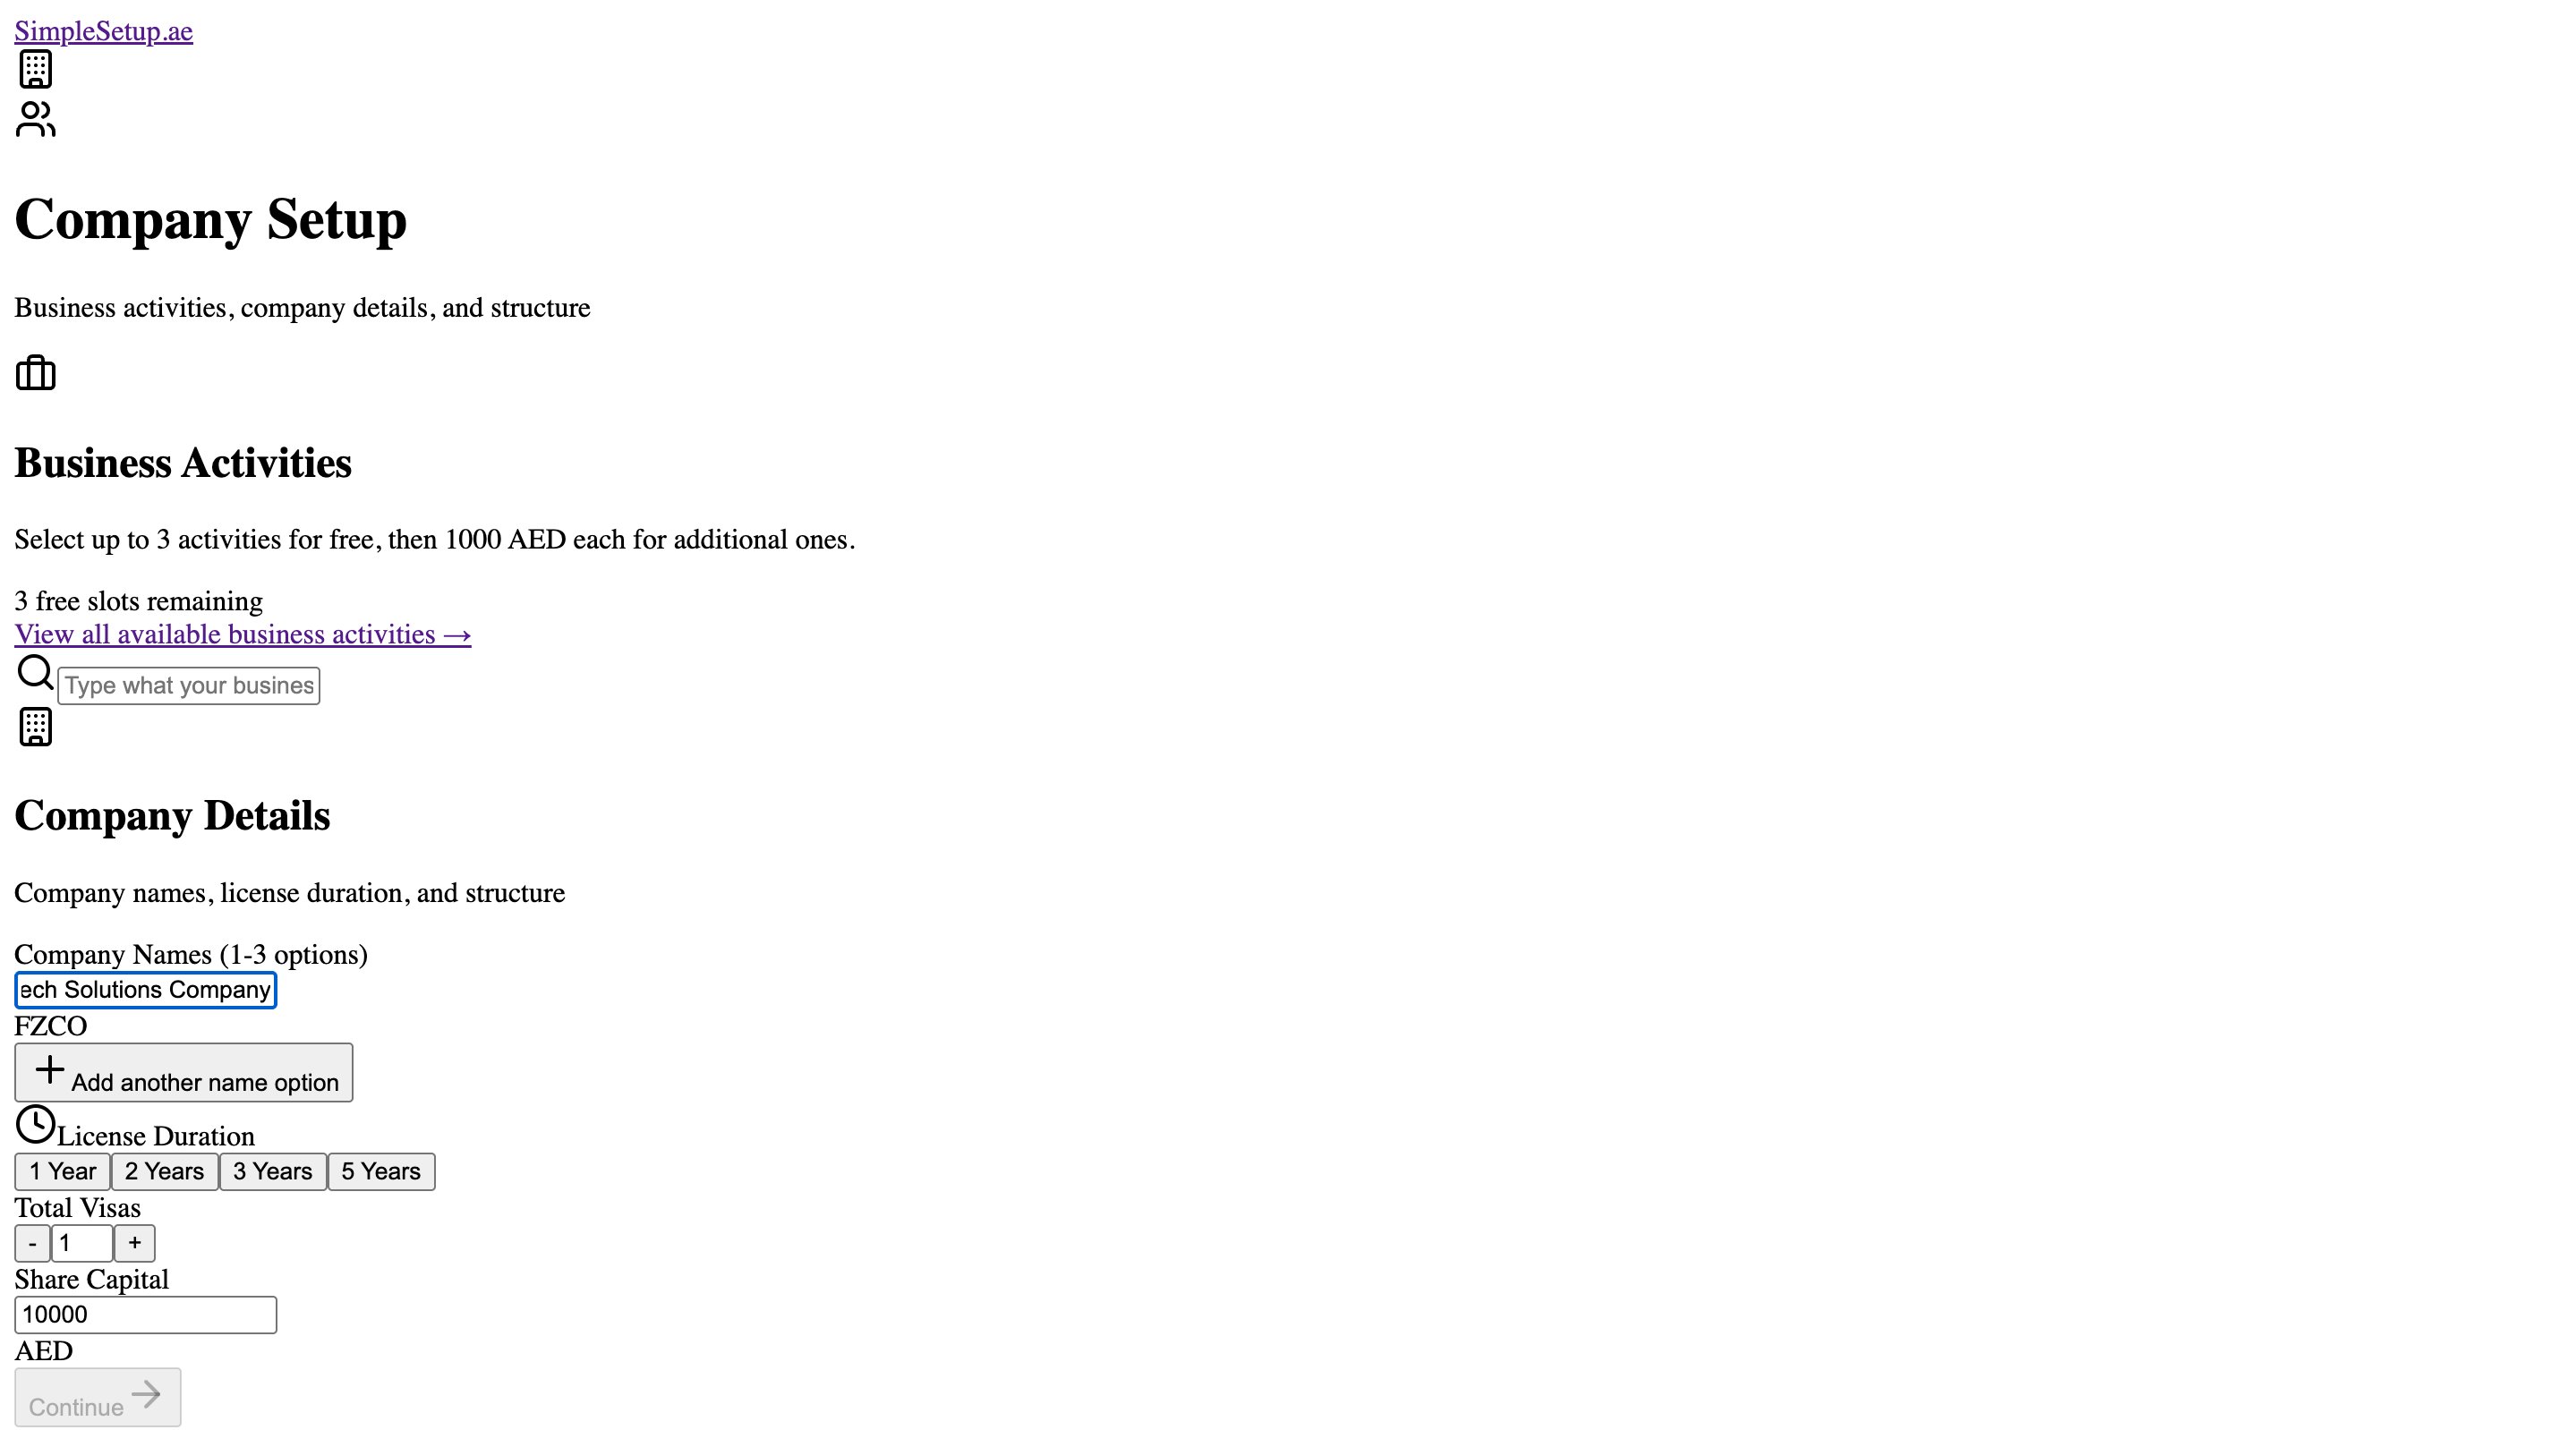 SimpleSetup.ae
Company Setup
Business activities, company details, and structure
Business Activities
Select up to 3 activities for free, then 1000 AED each for additional ones.
3 free slots remaining
View all available business activities →
Type what your busines
Company Details
Company names, license duration, and structure
Company Names (1-3 options)
ech Solutions Company
FZCO
Add another name option
License Duration
1 Year 2 Years 3 Years 5 Years
Total Visas
- 1 +
Share Capital
10000
AED
Continue